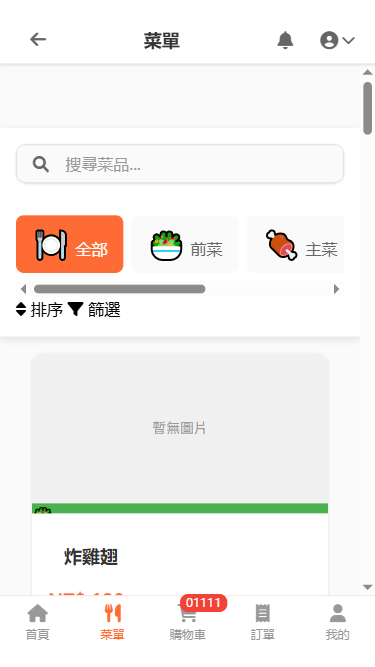 菜單
搜尋菜品...
全部 前菜 主菜
排序 篩選
暫無圖片
炸雞翅
01111
首頁 菜單 購物車 訂單 我的